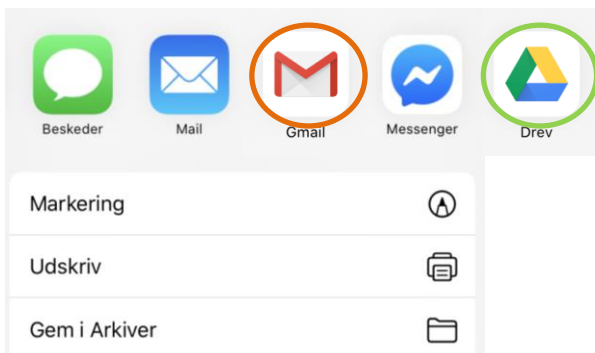 Beskeder Mail Gmail Messenger Drev
Markering
Udskriv
Gem i Arkiver